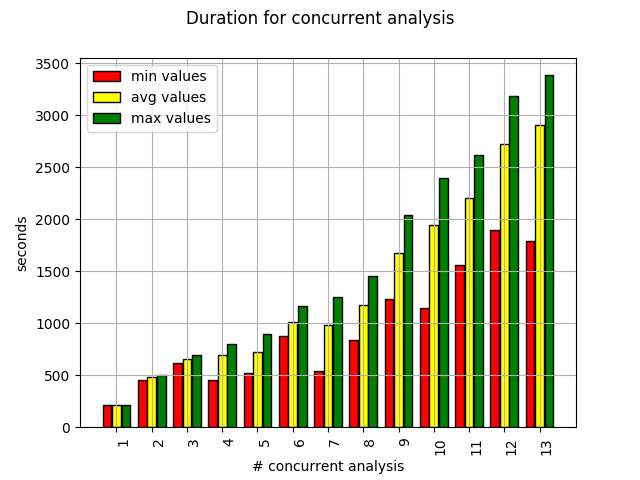 Duration for concurrent analysis
3500
3000
2500
2000
1500
1000
500
0
seconds
min values
avg values
max values
1 2 3 4 5 6 7 8 9 10 11 12 13
# concurrent analysis